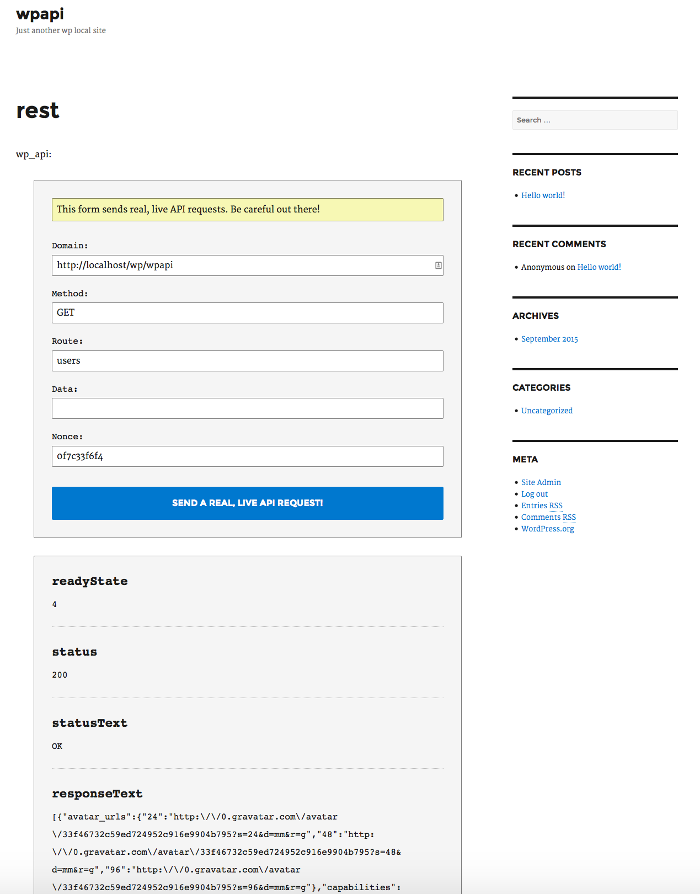 wpapi
Just another wp local site
rest
wp_api:
This form sends real, live API requests. Be careful out there!
Domain:
http://localhost/wp/wpapi
Method:
GET
Route:
users
Data:
Nonce:
0f7c33f6f4
SEND A REAL, LIVE API REQUEST!
readyState
4
status
200
statusText
OK
responseText
[{"avatar_urls":{"24":"http:\/\/0.gravatar.com\/avatar
\/33f46732c59ed724952c916e9904b795?s=24&d=mm&r=g","48":"http:
\/\/0.gravatar.com\/avatar\/33f46732c59ed724952c916e9904b795?s=48&
d=mm&r=g","96":"http:\/\/0.gravatar.com\/avatar
\/33f46732c59ed724952c916e9904b795?s=96&d=mm&r=g"},"capabilities":
Search …
RECENT POSTS
Hello world!
RECENT COMMENTS
Anonymous on Hello world!
ARCHIVES
September 2015
CATEGORIES
Uncategorized
META
Site Admin
Log out
Entries RSS
Comments RSS
WordPress.org